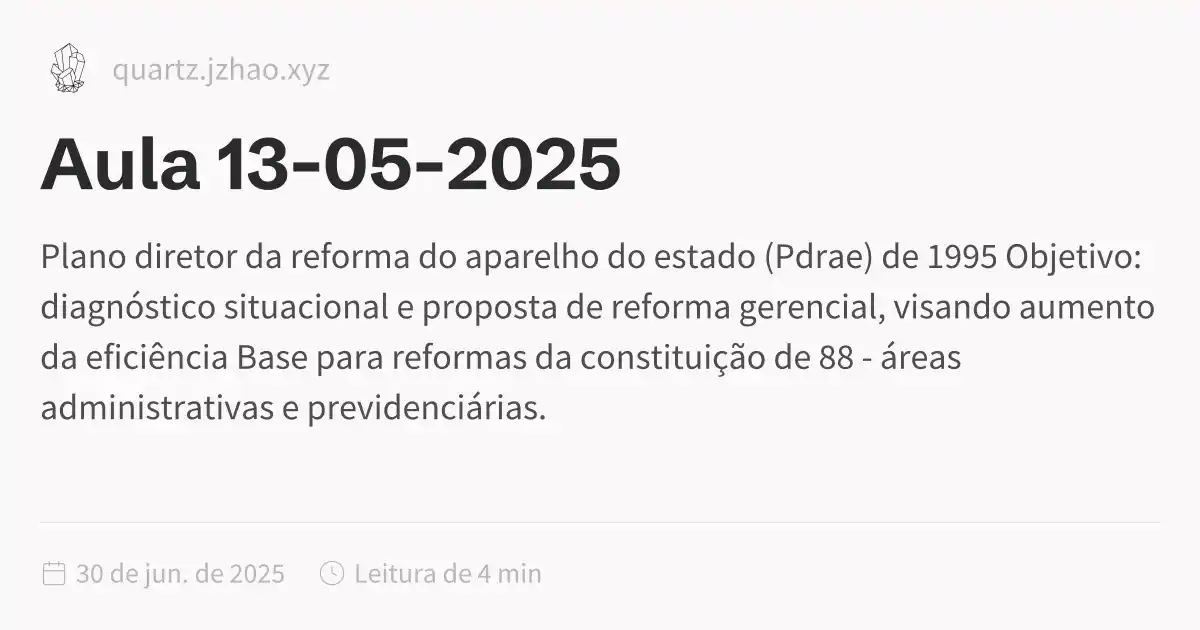 quartz.jzhao.xyz
Aula 13-05-2025
Plano diretor da reforma do aparelho do estado (Pdrae) de 1995 Objetivo:
diagnóstico situacional e proposta de reforma gerencial, visando aumento
da eficiência Base para reformas da constituição de 88 - áreas
administrativas e previdenciárias.
30 de jun. de 2025 Leitura de 4 min